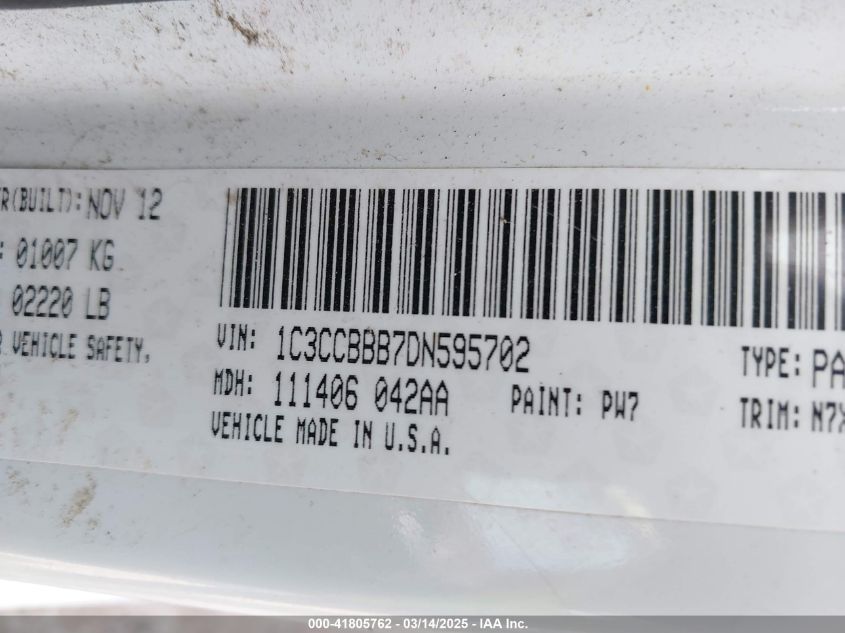 R(BUILT): NOV 12
: 01007 KG
02220 LB
VEHICLE SAFETY,
VIN: 1C3CCBBB7DN595702
TYPE: PA
MDH: 111406 042AA
PAINT: PW7
TRIM: N7X
VEHICLE MADE IN U.S.A.
000-41805762 - 03/14/2025 - IAA Inc.